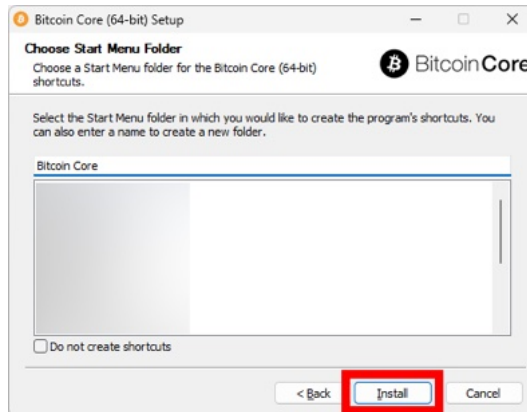 Bitcoin Core (64-bit) Setup
Choose Start Menu Folder
Choose a Start Menu folder for the Bitcoin Core (64-bit)
shortcuts.
Bitcoin Core
Select the Start Menu folder in which you would like to create the program's shortcuts. You
can also enter a name to create a new folder.
Bitcoin Core
Do not create shortcuts
< Back
Install
Cancel